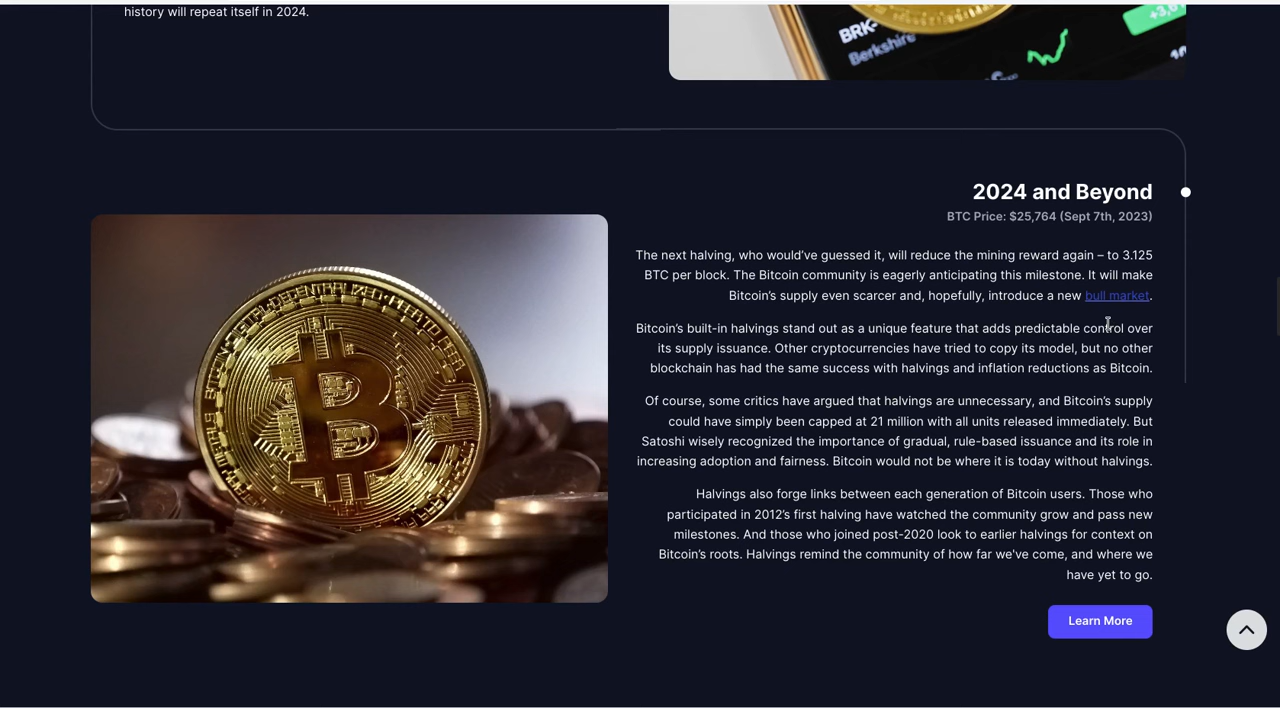 history will repeat itself in 2024.
BRK-
Berkshire
2024 and Beyond
BTC Price: $25,764 (Sept 7th, 2023)
The next halving, who would’ve guessed it, will reduce the mining reward again – to 3.125
BTC per block. The Bitcoin community is eagerly anticipating this milestone. It will make
Bitcoin’s supply even scarcer and, hopefully, introduce a new bull market.
Bitcoin’s built-in halvings stand out as a unique feature that adds predictable control over
its supply issuance. Other cryptocurrencies have tried to copy its model, but no other
blockchain has had the same success with halvings and inflation reductions as Bitcoin.
Of course, some critics have argued that halvings are unnecessary, and Bitcoin’s supply
could have simply been capped at 21 million with all units released immediately. But
Satoshi wisely recognized the importance of gradual, rule-based issuance and its role in
increasing adoption and fairness. Bitcoin would not be where it is today without halvings.
Halvings also forge links between each generation of Bitcoin users. Those who
participated in 2012’s first halving have watched the community grow and pass new
milestones. And those who joined post-2020 look to earlier halvings for context on
Bitcoin’s roots. Halvings remind the community of how far we've come, and where we
have yet to go.
Learn More
DECENTRALIZED
PEER TO PEER